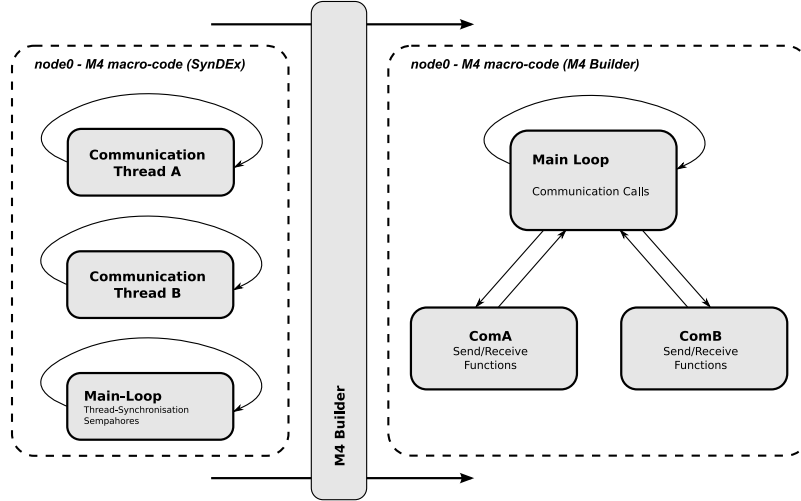 node0 - M4 macro-code (SynDEx)
Communication
Thread A
Communication
Thread B
Main-Loop
Thread-Synchronisation
Sempahores
M4 Builder
node0 - M4 macro-code (M4 Builder)
Main Loop
Communication Calls
ComA
Send/Receive
Functions
ComB
Send/Receive
Functions